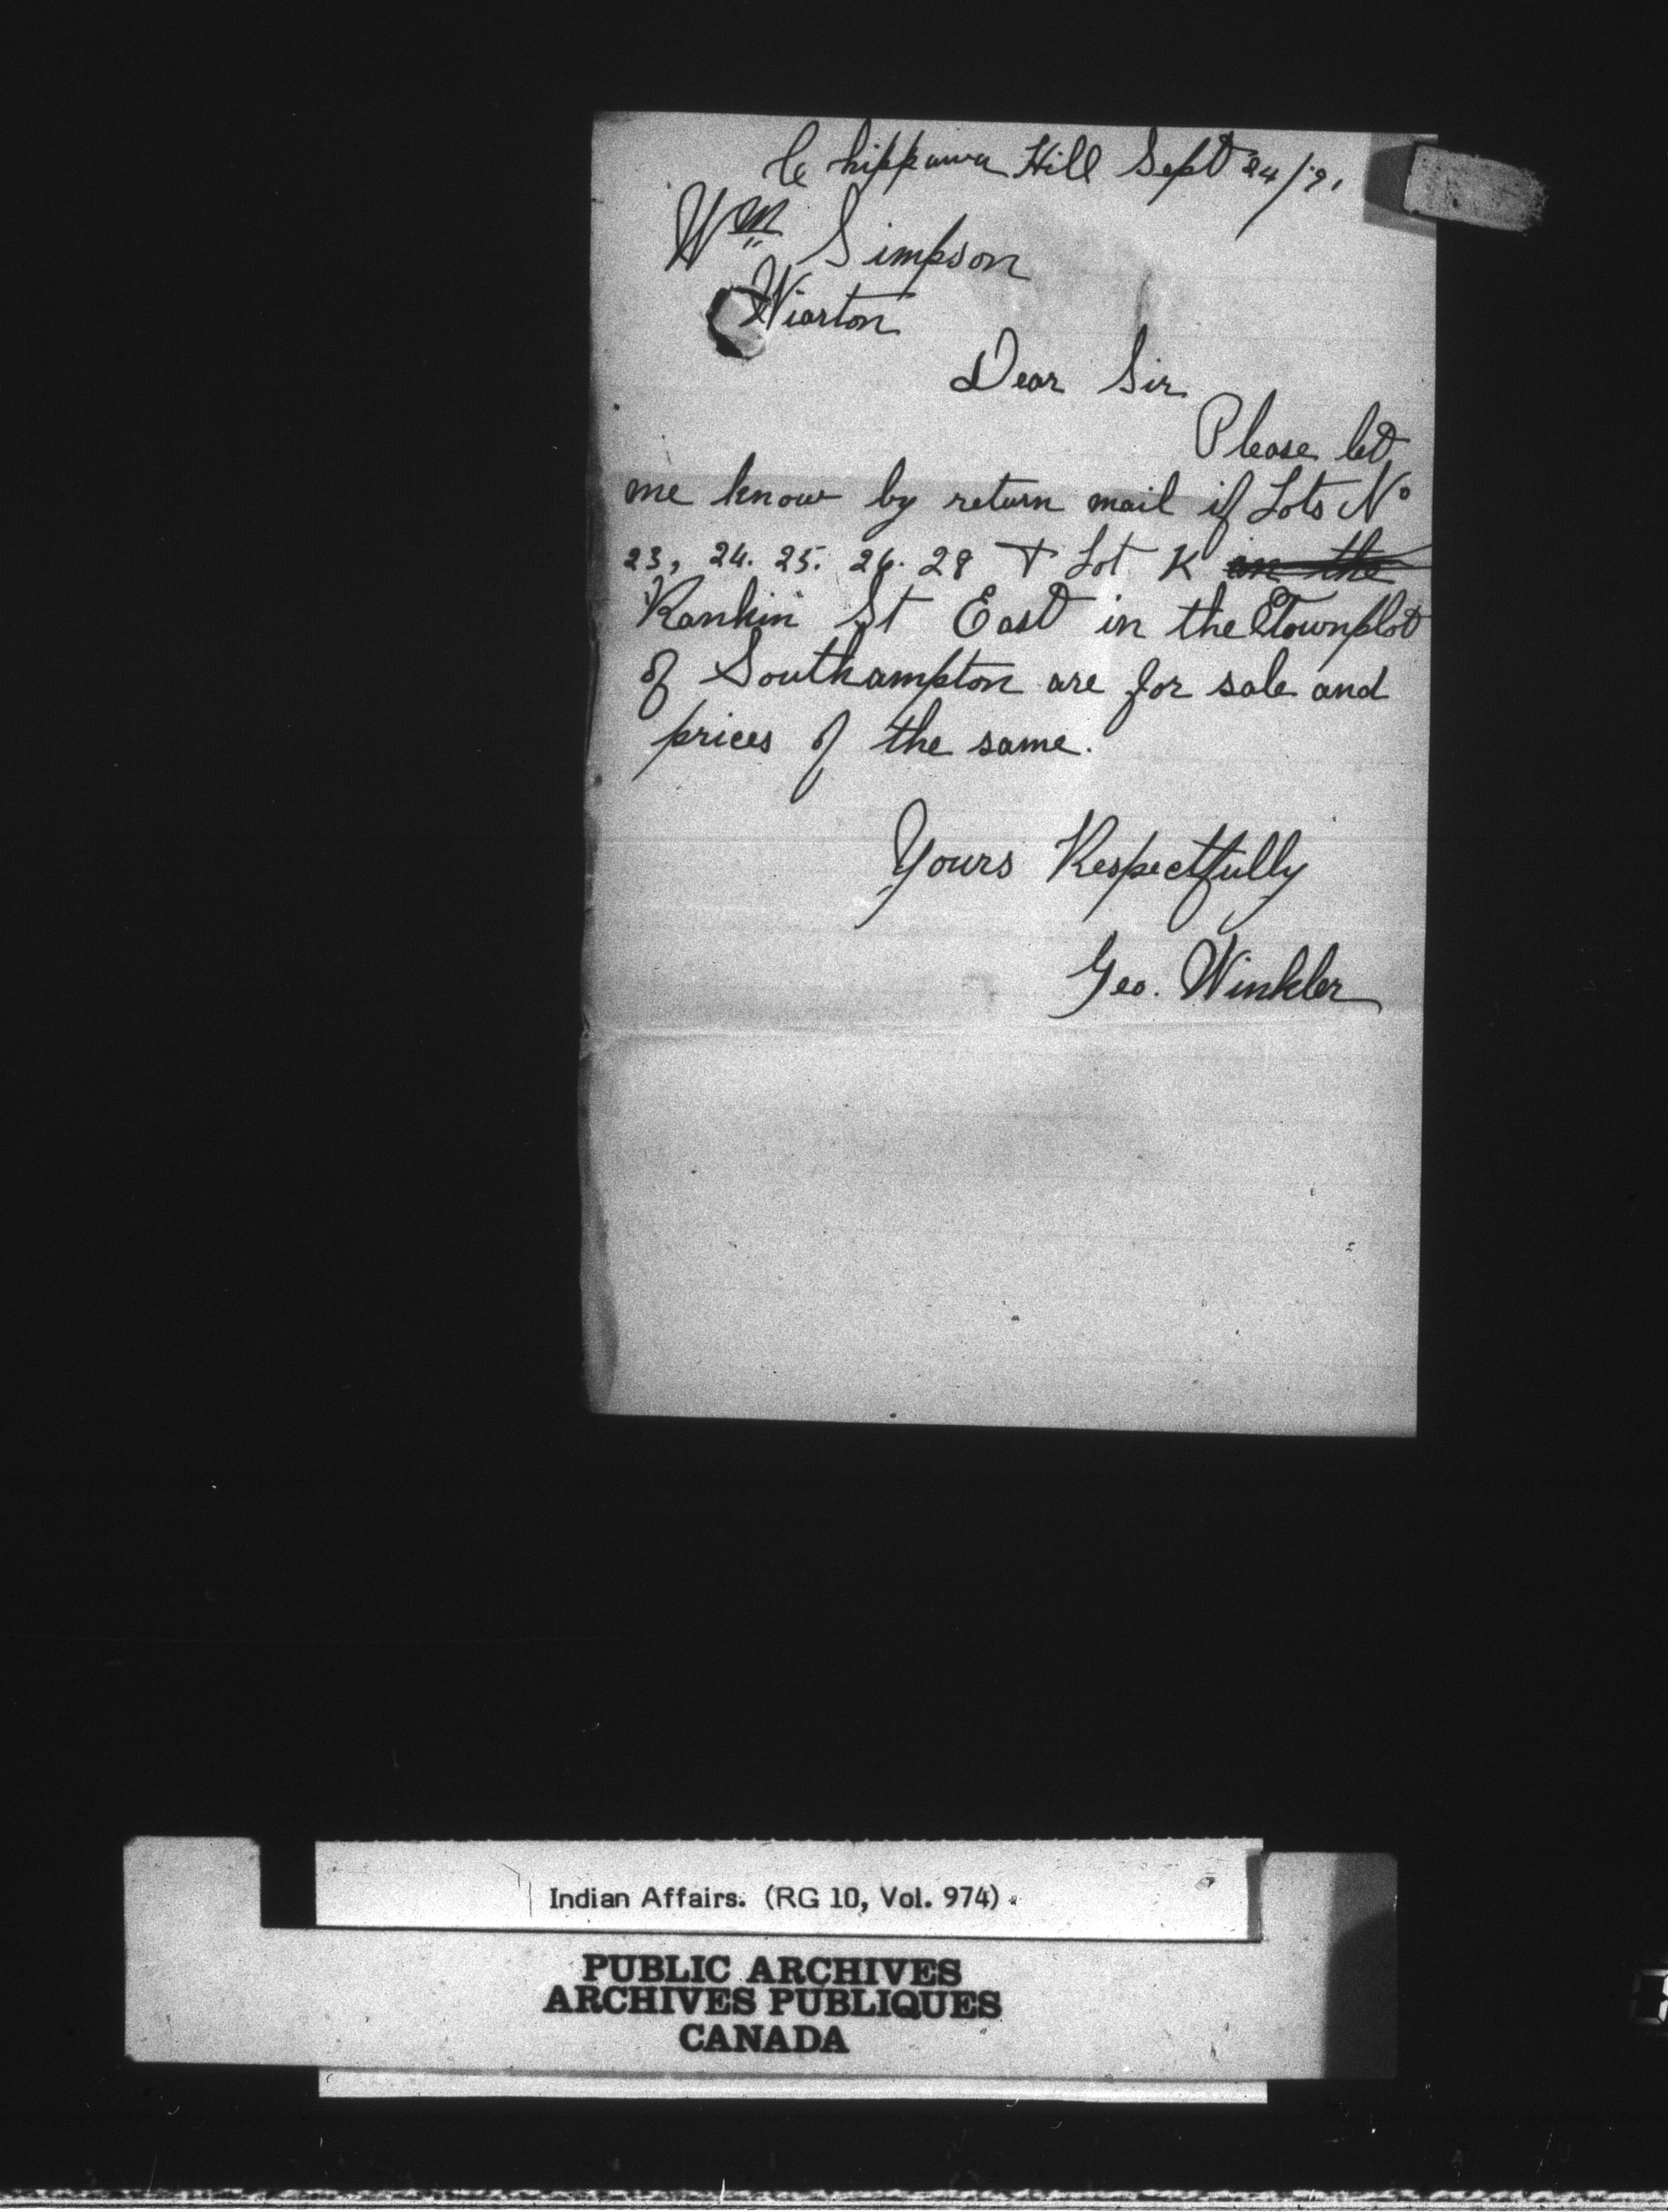 Chippawa Hill Sept 24/91
Wm Simpson
Wiarton
Dear Sir
Please let
me know by return mail if Lots No
23, 24. 25. 26. 28 + Lot K in the
Rankin St East in the Townplot
of Southampton are for sale and
prices of the same.
Yours Respectfully
Geo. Winkler
Indian Affairs. (RG 10, Vol. 974)
PUBLIC ARCHIVES
ARCHIVES PUBLIQUES
CANADA